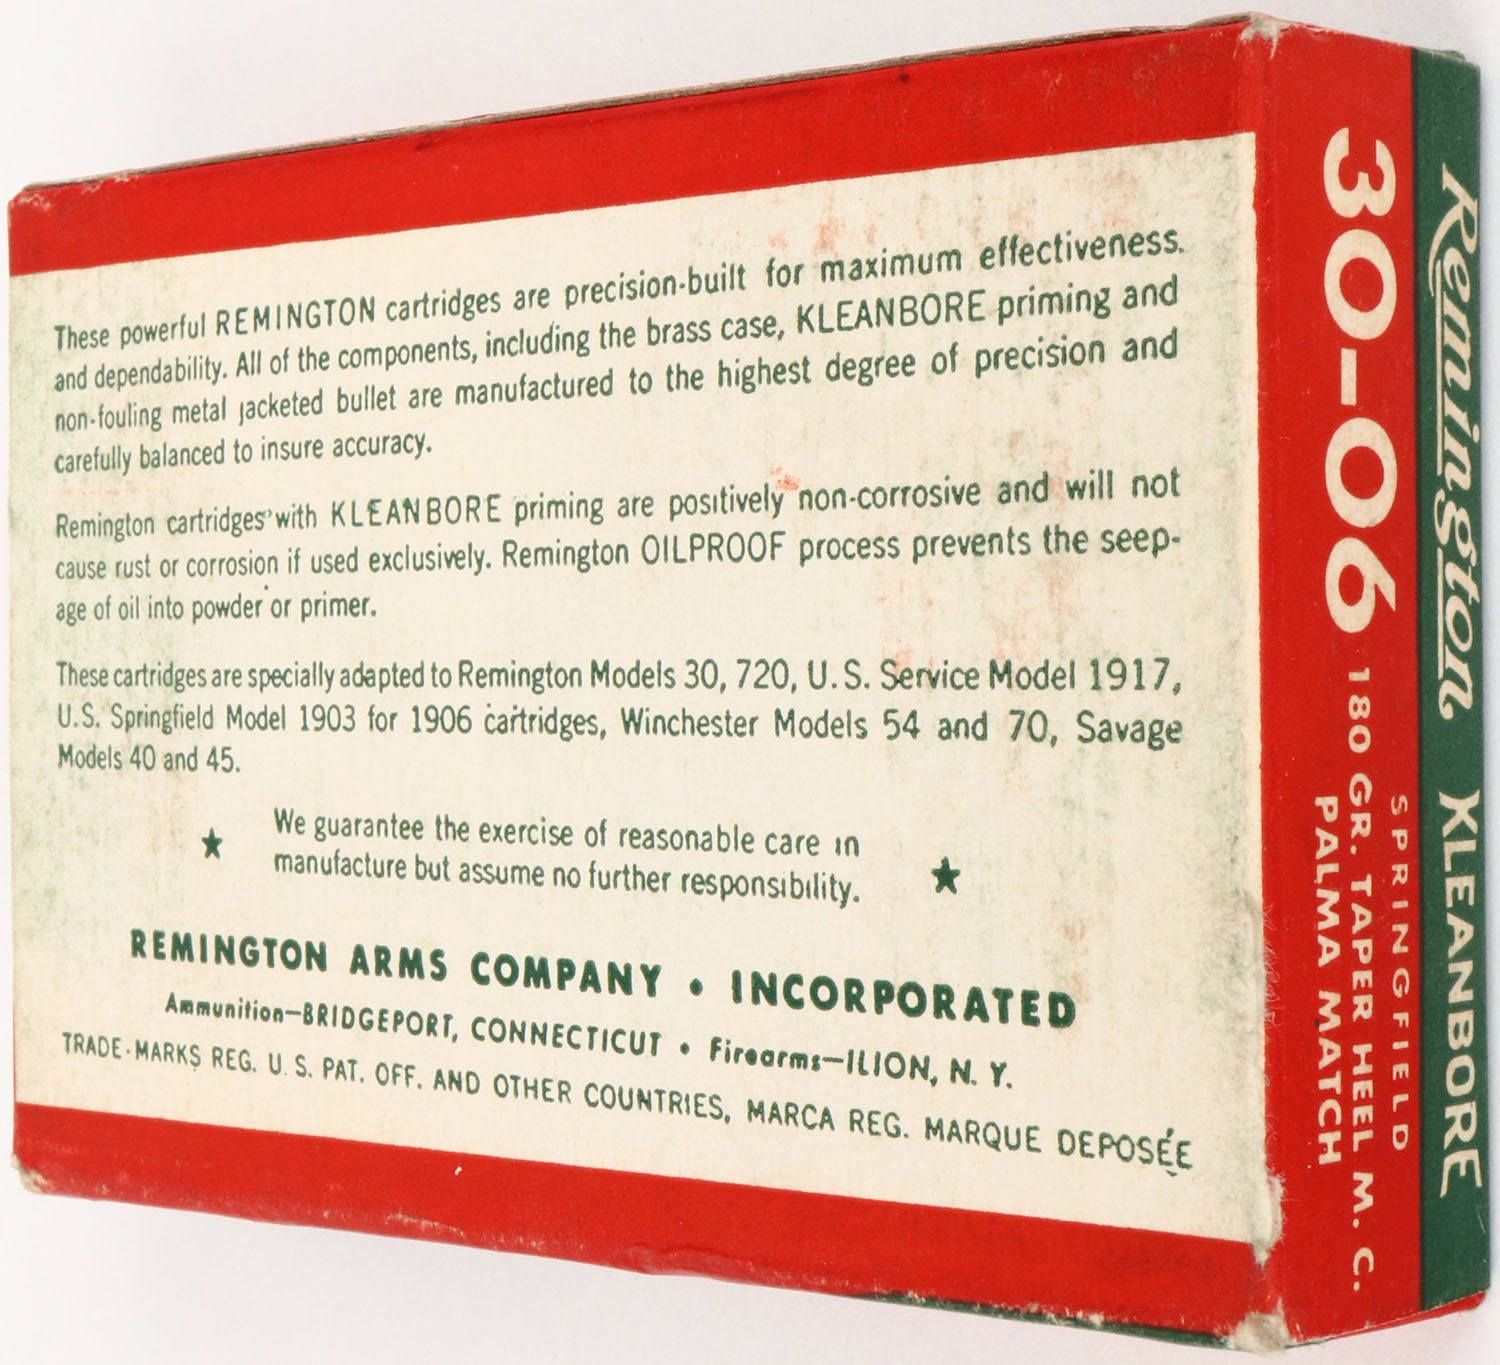 These powerful REMINGTON cartridges are precision-built for maximum effectiveness.
and dependability. All of the components, including the brass case, KLEANBORE priming and
non-fouling metal jacketed bullet are manufactured to the highest degree of precision and
carefully balanced to insure accuracy.
Remington cartridges with KLEANBORE priming are positively non-corrosive and will not
cause rust or corrosion if used exclusively. Remington OILPROOF process prevents the seep-
age of oil into powder or primer.
These cartridges are specially adapted to Remington Models 30, 720, U.S. Service Model 1917,
U.S. Springfield Model 1903 for 1906 cartridges, Winchester Models 54 and 70, Savage
Models 40 and 45.
We guarantee the exercise of reasonable care in
manufacture but assume no further responsibility.
REMINGTON ARMS COMPANY • INCORPORATED
Ammunition—BRIDGEPORT, CONNECTICUT • Firearms—ILION, N. Y.
TRADE-MARKS REG. U. S. PAT. OFF. AND OTHER COUNTRIES, MARCA REG. MARQUE DEPOSÉE
Remington KLEANBORE
30-06 SPRINGFIELD
180 GR. TAPER HEEL M. C.
PALMA MATCH